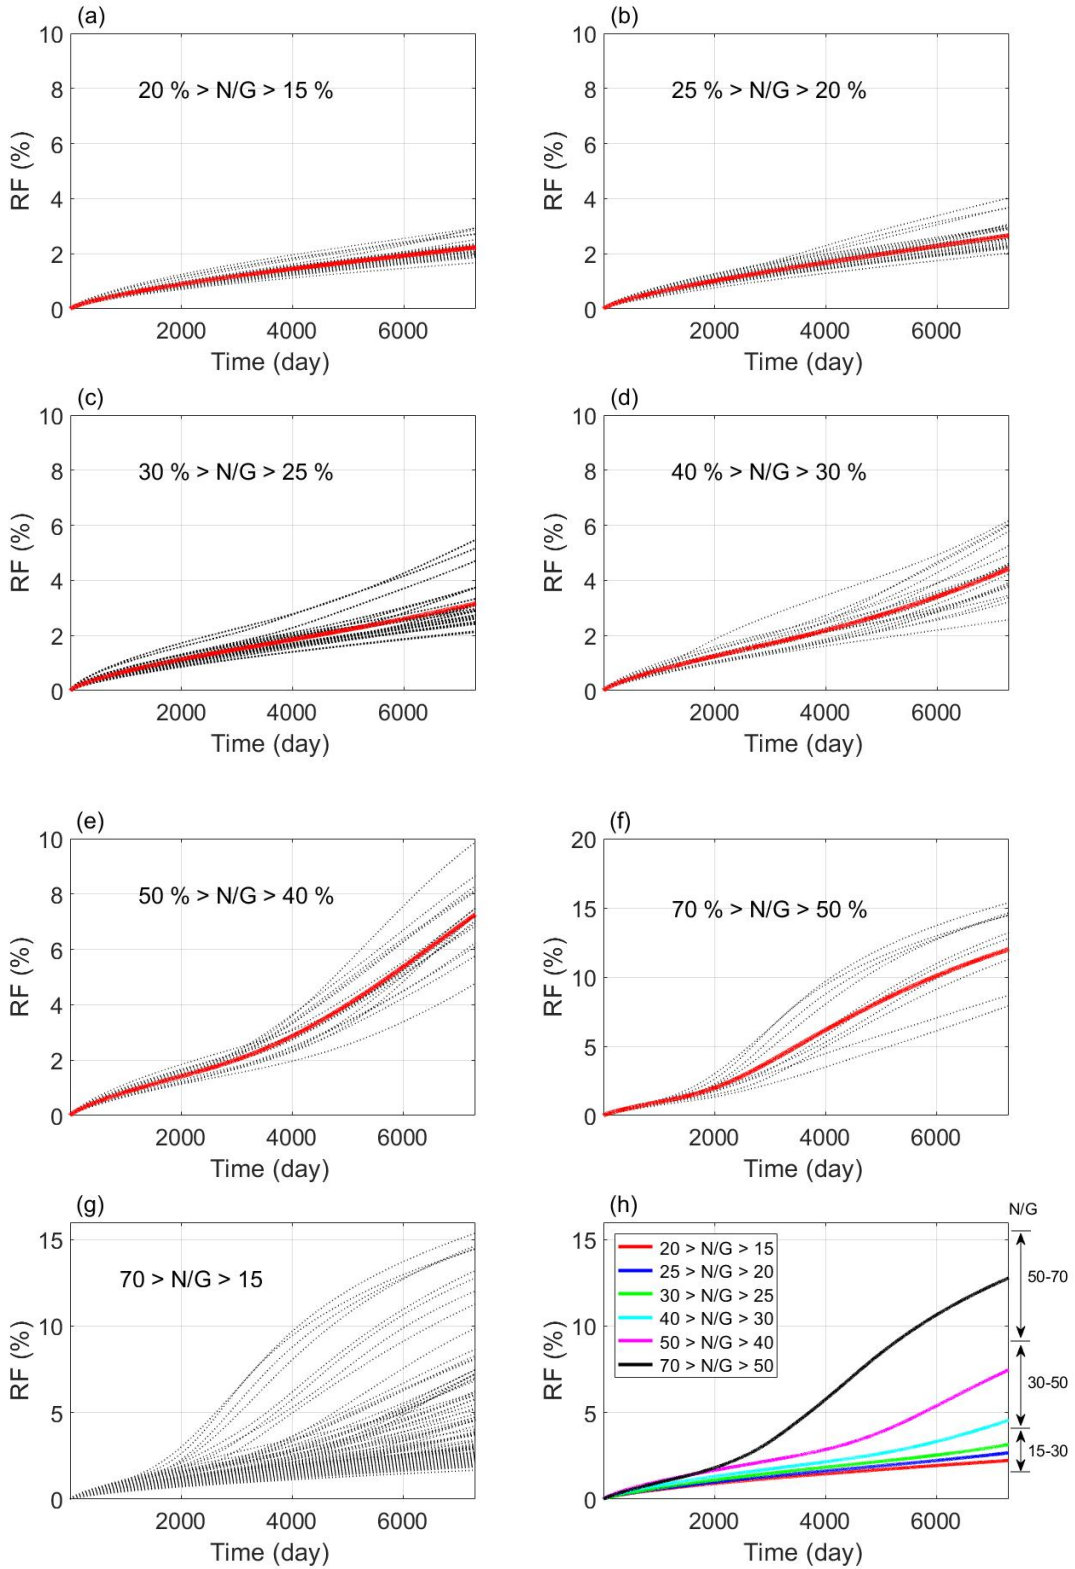 (a)
10
8
6
4
2
0
RF (%)
20 % > N/G > 15 %
2000 4000 6000
Time (day)
(b)
10
8
6
4
2
0
RF (%)
25 % > N/G > 20 %
2000 4000 6000
Time (day)
(c)
10
8
6
4
2
0
RF (%)
30 % > N/G > 25 %
2000 4000 6000
Time (day)
(d)
10
8
6
4
2
0
RF (%)
40 % > N/G > 30 %
2000 4000 6000
Time (day)
(e)
10
8
6
4
2
0
RF (%)
50 % > N/G > 40 %
2000 4000 6000
Time (day)
(f)
20
15
10
5
0
RF (%)
70 % > N/G > 50 %
2000 4000 6000
Time (day)
(g)
15
10
5
0
RF (%)
70 > N/G > 15
2000 4000 6000
Time (day)
(h)
15
10
5
0
RF (%)
20 > N/G > 15
25 > N/G > 20
30 > N/G > 25
40 > N/G > 30
50 > N/G > 40
70 > N/G > 50
2000 4000 6000
Time (day)
N/G
50-70
30-50
15-30